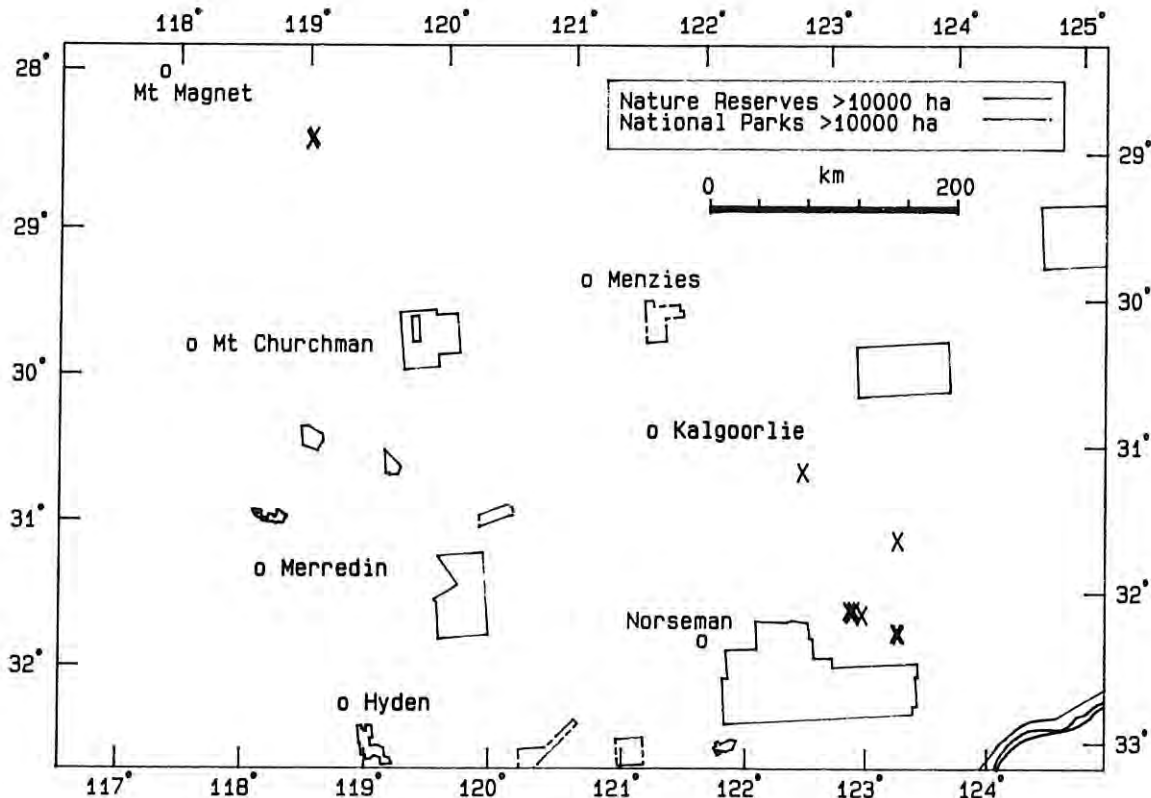 118° 119° 120° 121° 122° 123° 124° 125°
28°
Mt Magnet
Nature Reserves >10000 ha
National Parks >10000 ha
29°
km
0 200
29°
o Menzies
30°
o Mt Churchman
30°
o Kalgoorlie
31°
31°
o Merredin
32°
Norseman
32°
o Hyden
33°
117° 118° 119° 120° 121° 122° 123° 124°